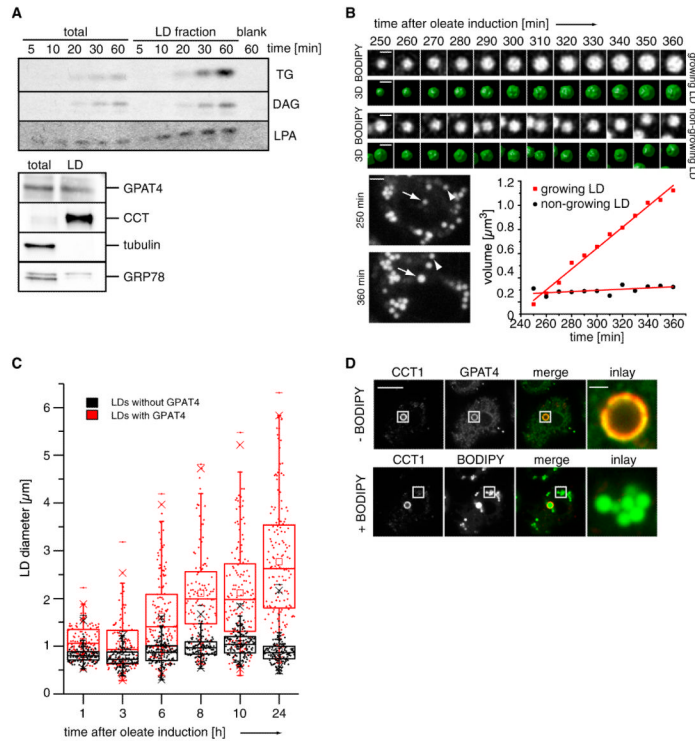 A
total LD fraction blank
5 10 20 30 60 5 10 20 30 60 60 time [min]
TG
DAG
LPA
total LD
GPAT4
CCT
tubulin
GRP78
B
time after oleate induction [min]
250 260 270 280 290 300 310 320 330 340 350 360
BODIPY
3D
BODIPY
3D
growing LD
non-growing LD
250 min
360 min
growing LD
non-growing LD
volume [µm³]
1.2
1.0
0.8
0.6
0.4
0.2
0
240 260 280 300 320 340 360
time [min]
C
LDs without GPAT4
LDs with GPAT4
LD diameter [µm]
6
5
4
3
2
1
0
1 3 6 8 10 24
time after oleate induction [h]
D
CCT1 GPAT4 merge inlay
- BODIPY
CCT1 BODIPY merge inlay
+ BODIPY